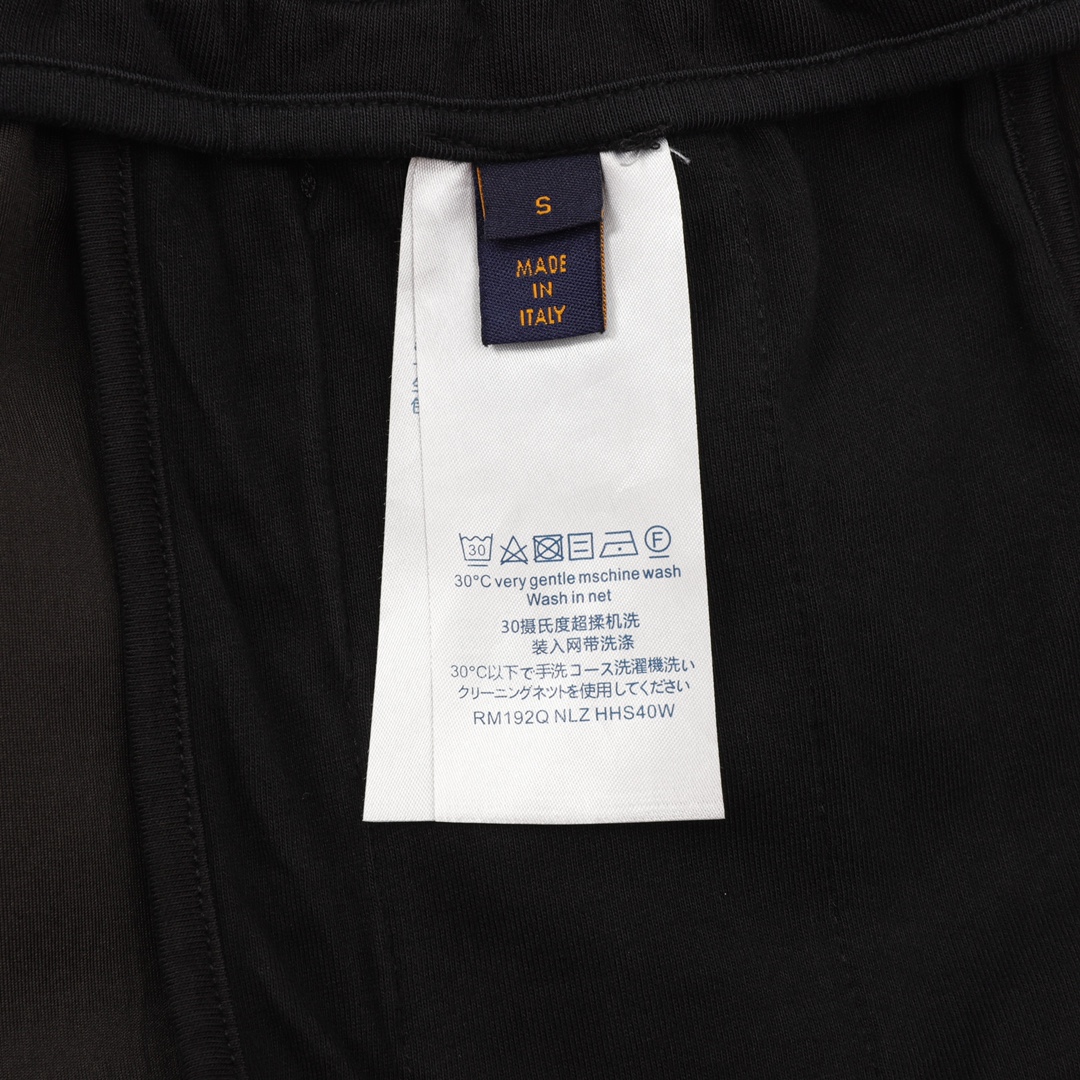 S
MADE
IN
ITALY
30
F
30°C very gentle mschine wash
Wash in net
30摄氏度超揉机洗
装入网带洗涤
30°C以下で手洗コース洗濯機洗い
クリーニングネットを使用してください
RM192Q NLZ HHS40W